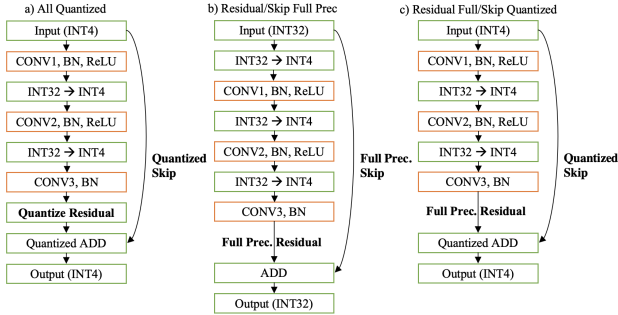 a) All Quantized
Input (INT4)
CONV1, BN, ReLU
INT32 → INT4
CONV2, BN, ReLU
INT32 → INT4
CONV3, BN
Quantize Residual
Quantized ADD
Output (INT4)
Quantized
Skip
b) Residual/Skip Full Prec
Input (INT32)
INT32 → INT4
CONV1, BN, ReLU
INT32 → INT4
CONV2, BN, ReLU
INT32 → INT4
CONV3, BN
Full Prec. Residual
ADD
Output (INT32)
Full Prec.
Skip
c) Residual Full/Skip Quantized
Input (INT4)
CONV1, BN, ReLU
INT32 → INT4
CONV2, BN, ReLU
INT32 → INT4
CONV3, BN
Full Prec. Residual
Quantized ADD
Output (INT4)
Quantized
Skip